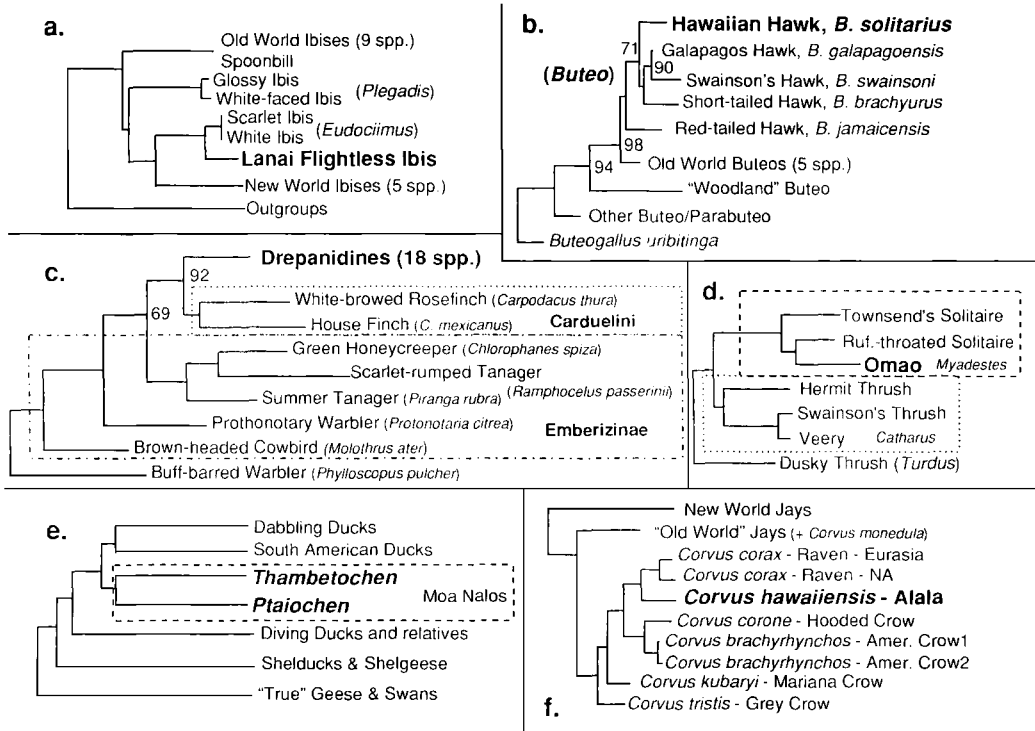 a.
Old World Ibises (9 spp.)
Spoonbill
Glossy Ibis
White-faced Ibis
(Plegadis)
Scarlet Ibis
White Ibis
(Eudociimus)
Lanai Flightless Ibis
New World Ibises (5 spp.)
Outgroups
b.
Hawaiian Hawk, B. solitarius
71
Galapagos Hawk, B. galapagoensis
90
(Buteo)
Swainson's Hawk, B. swainsoni
Short-tailed Hawk, B. brachyurus
Red-tailed Hawk, B. jamaicensis
98
Old World Buteos (5 spp.)
94
"Woodland" Buteo
Other Buteo/Parabuteo
Buteogallus uribitinga
c.
Drepanidines (18 spp.)
92
White-browed Rosefinch (Carpodacus thura)
69
House Finch (C. mexicanus)
Carduelini
Green Honeycreeper (Chlorophanes spiza)
Scarlet-rumped Tanager
(Ramphocelus passerinii)
Summer Tanager (Piranga rubra)
Prothonotary Warbler (Protonotaria citrea)
Emberizinae
Brown-headed Cowbird (Molothrus ater)
Buff-barred Warbler (Phylloscopus pulcher)
d.
Townsend's Solitaire
Ruf.-throated Solitaire
Omao Myadestes
Hermit Thrush
Swainson's Thrush
Veery Catharus
Dusky Thrush (Turdus)
e.
Dabbling Ducks
South American Ducks
Thambetochen
Moa Nalos
Ptaiochen
Diving Ducks and relatives
Shelducks & Shelgeese
"True" Geese & Swans
New World Jays
"Old World" Jays (+ Corvus monedula)
Corvus corax - Raven - Eurasia
Corvus corax - Raven - NA
Corvus hawaiiensis - Alala
Corvus corone - Hooded Crow
Corvus brachyrhynchos - Amer. Crow1
Corvus brachyrhynchos - Amer. Crow2
Corvus kubaryi - Mariana Crow
Corvus tristis - Grey Crow
f.